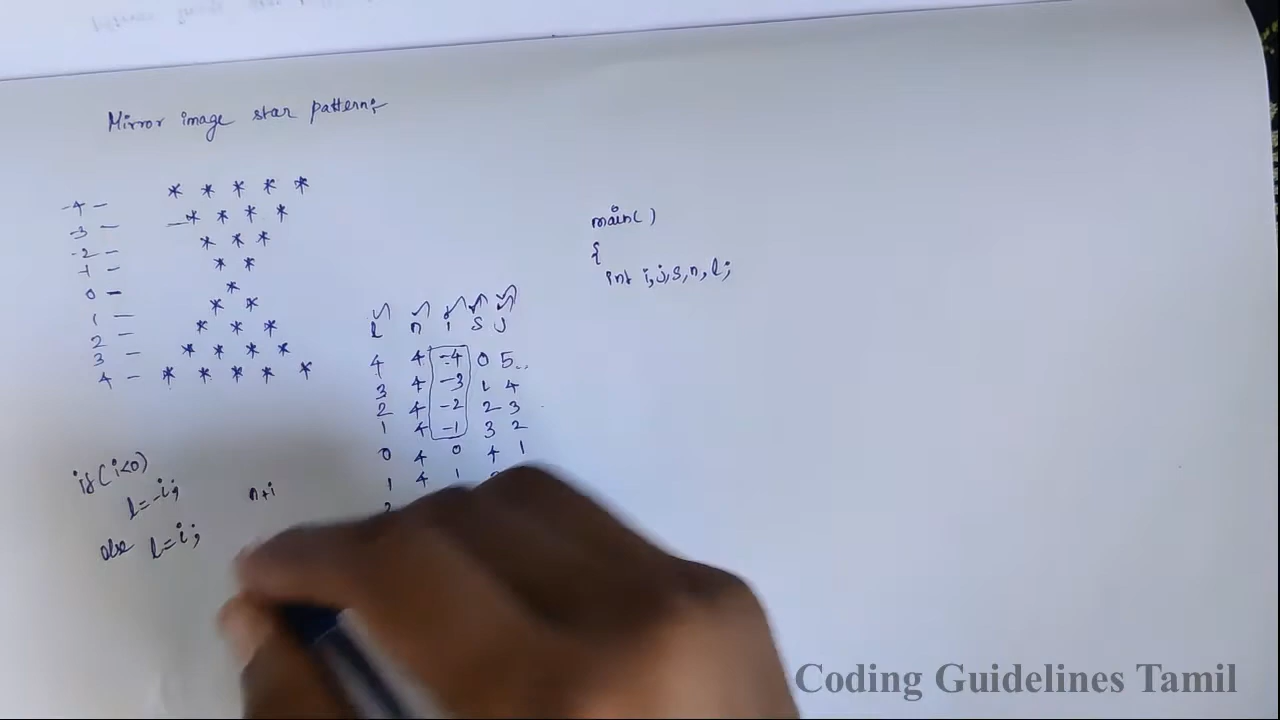 Mirror image star pattern:-
-4 - * * * * *
-3 - - * * * *
-2 - * * *
-1 - * *
0 - *
1 - * *
2 - * * *
3 - * * * *
4 - * * * * *
l n i s j
4 4 -4 0 5..
3 4 -3 1 4
2 4 -2 2 3
1 4 -1 3 2
0 4 0 4 1
1 4 1
if(i<0)
l=-i;
else l=i;
n+i
main()
{
int i,j,s,n,l;
Coding Guidelines Tamil